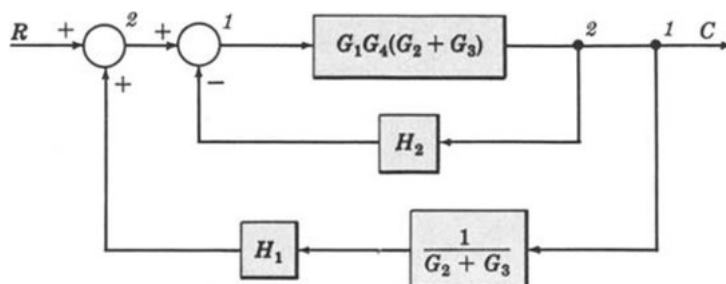 R + 2 + 1 G₁G₄(G₂ + G₃) 2 1 C
+ −
H₂
H₁ 1
G₂ + G₃